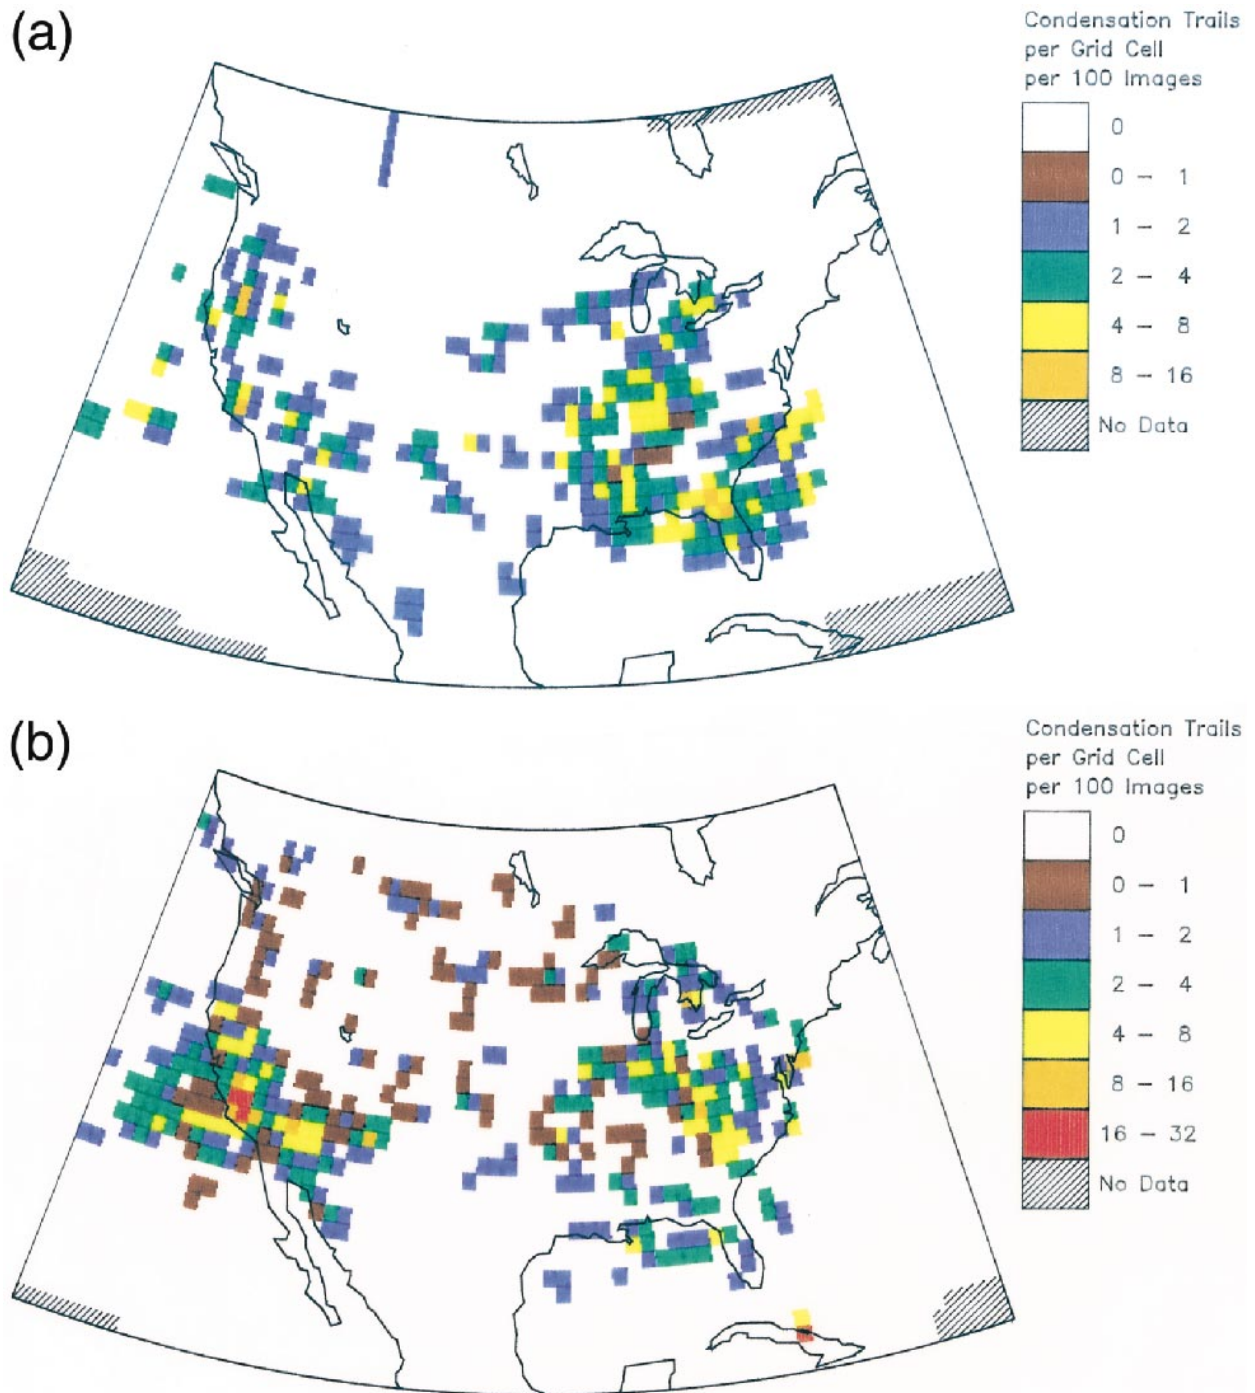 (a)
Condensation Trails
per Grid Cell
per 100 Images
0
0 - 1
1 - 2
2 - 4
4 - 8
8 - 16
No Data
(b)
Condensation Trails
per Grid Cell
per 100 Images
0
0 - 1
1 - 2
2 - 4
4 - 8
8 - 16
16 - 32
No Data